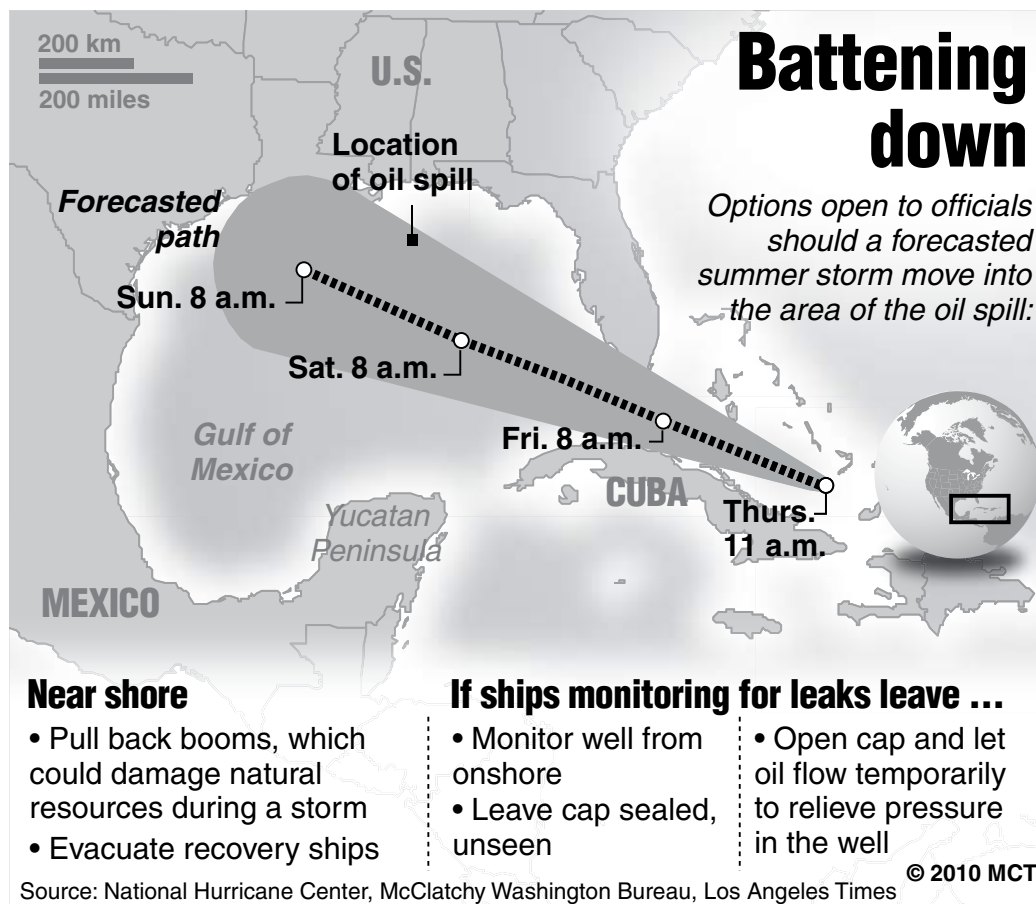 200 km
200 miles
U.S.
Battening
down
Options open to officials
should a forecasted
summer storm move into
the area of the oil spill:
Location
of oil spill
Forecasted
path
Sun. 8 a.m.
Sat. 8 a.m.
Fri. 8 a.m.
Thurs.
11 a.m.
Gulf of
Mexico
CUBA
Yucatan
Peninsula
MEXICO
Near shore
• Pull back booms, which
could damage natural
resources during a storm
• Evacuate recovery ships
If ships monitoring for leaks leave ...
• Monitor well from
onshore
• Leave cap sealed,
unseen
• Open cap and let
oil flow temporarily
to relieve pressure
in the well
© 2010 MCT
Source: National Hurricane Center, McClatchy Washington Bureau, Los Angeles Times